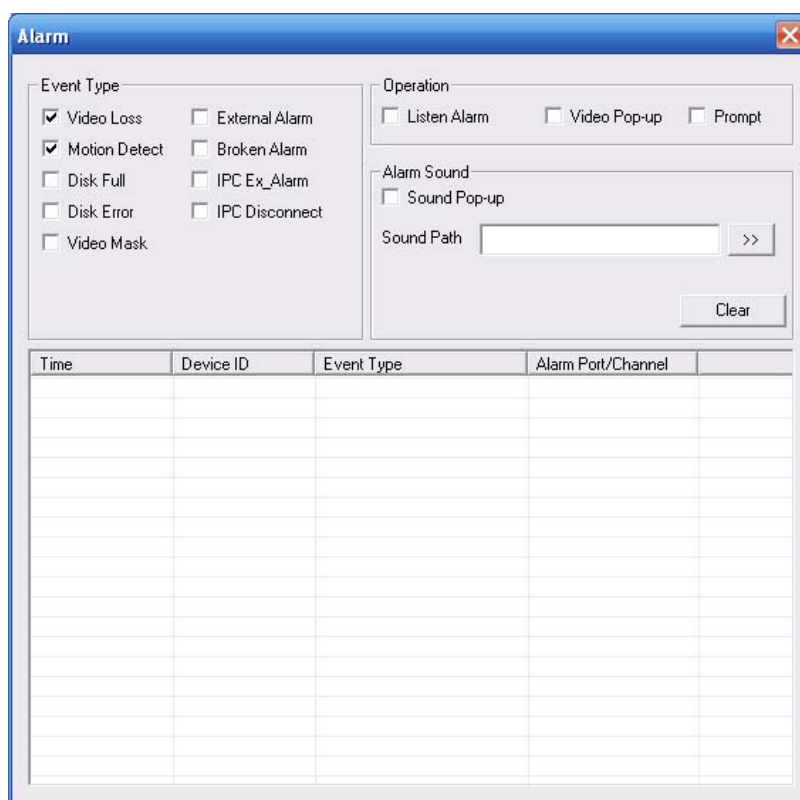 Alarm
Event Type
Video Loss
External Alarm
Motion Detect
Broken Alarm
Disk Full
IPC Ex_Alarm
Disk Error
IPC Disconnect
Video Mask
Operation
Listen Alarm
Video Pop-up
Prompt
Alarm Sound
Sound Pop-up
Sound Path
>>
Clear
Time Device ID Event Type Alarm Port/Channel